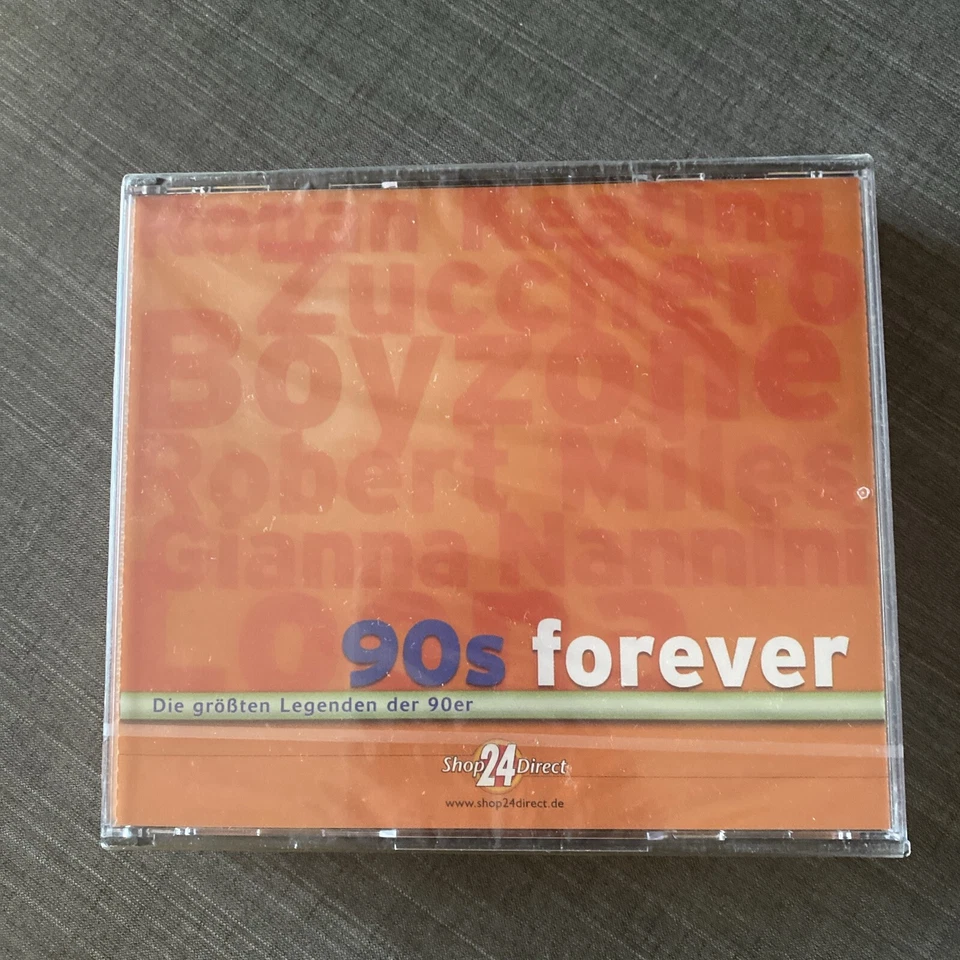 Ronan Keating
Zucchero
Boyzone
Robert Miles
Gianna Nannini
Loona
90s forever
Die größten Legenden der 90er
Shop24Direct
www.shop24direct.de